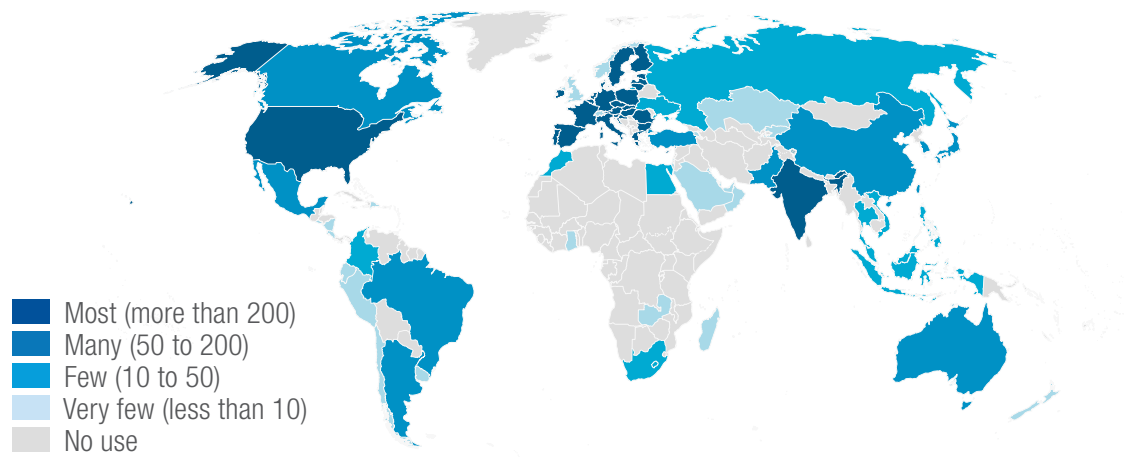 Most (more than 200)
Many (50 to 200)
Few (10 to 50)
Very few (less than 10)
No use